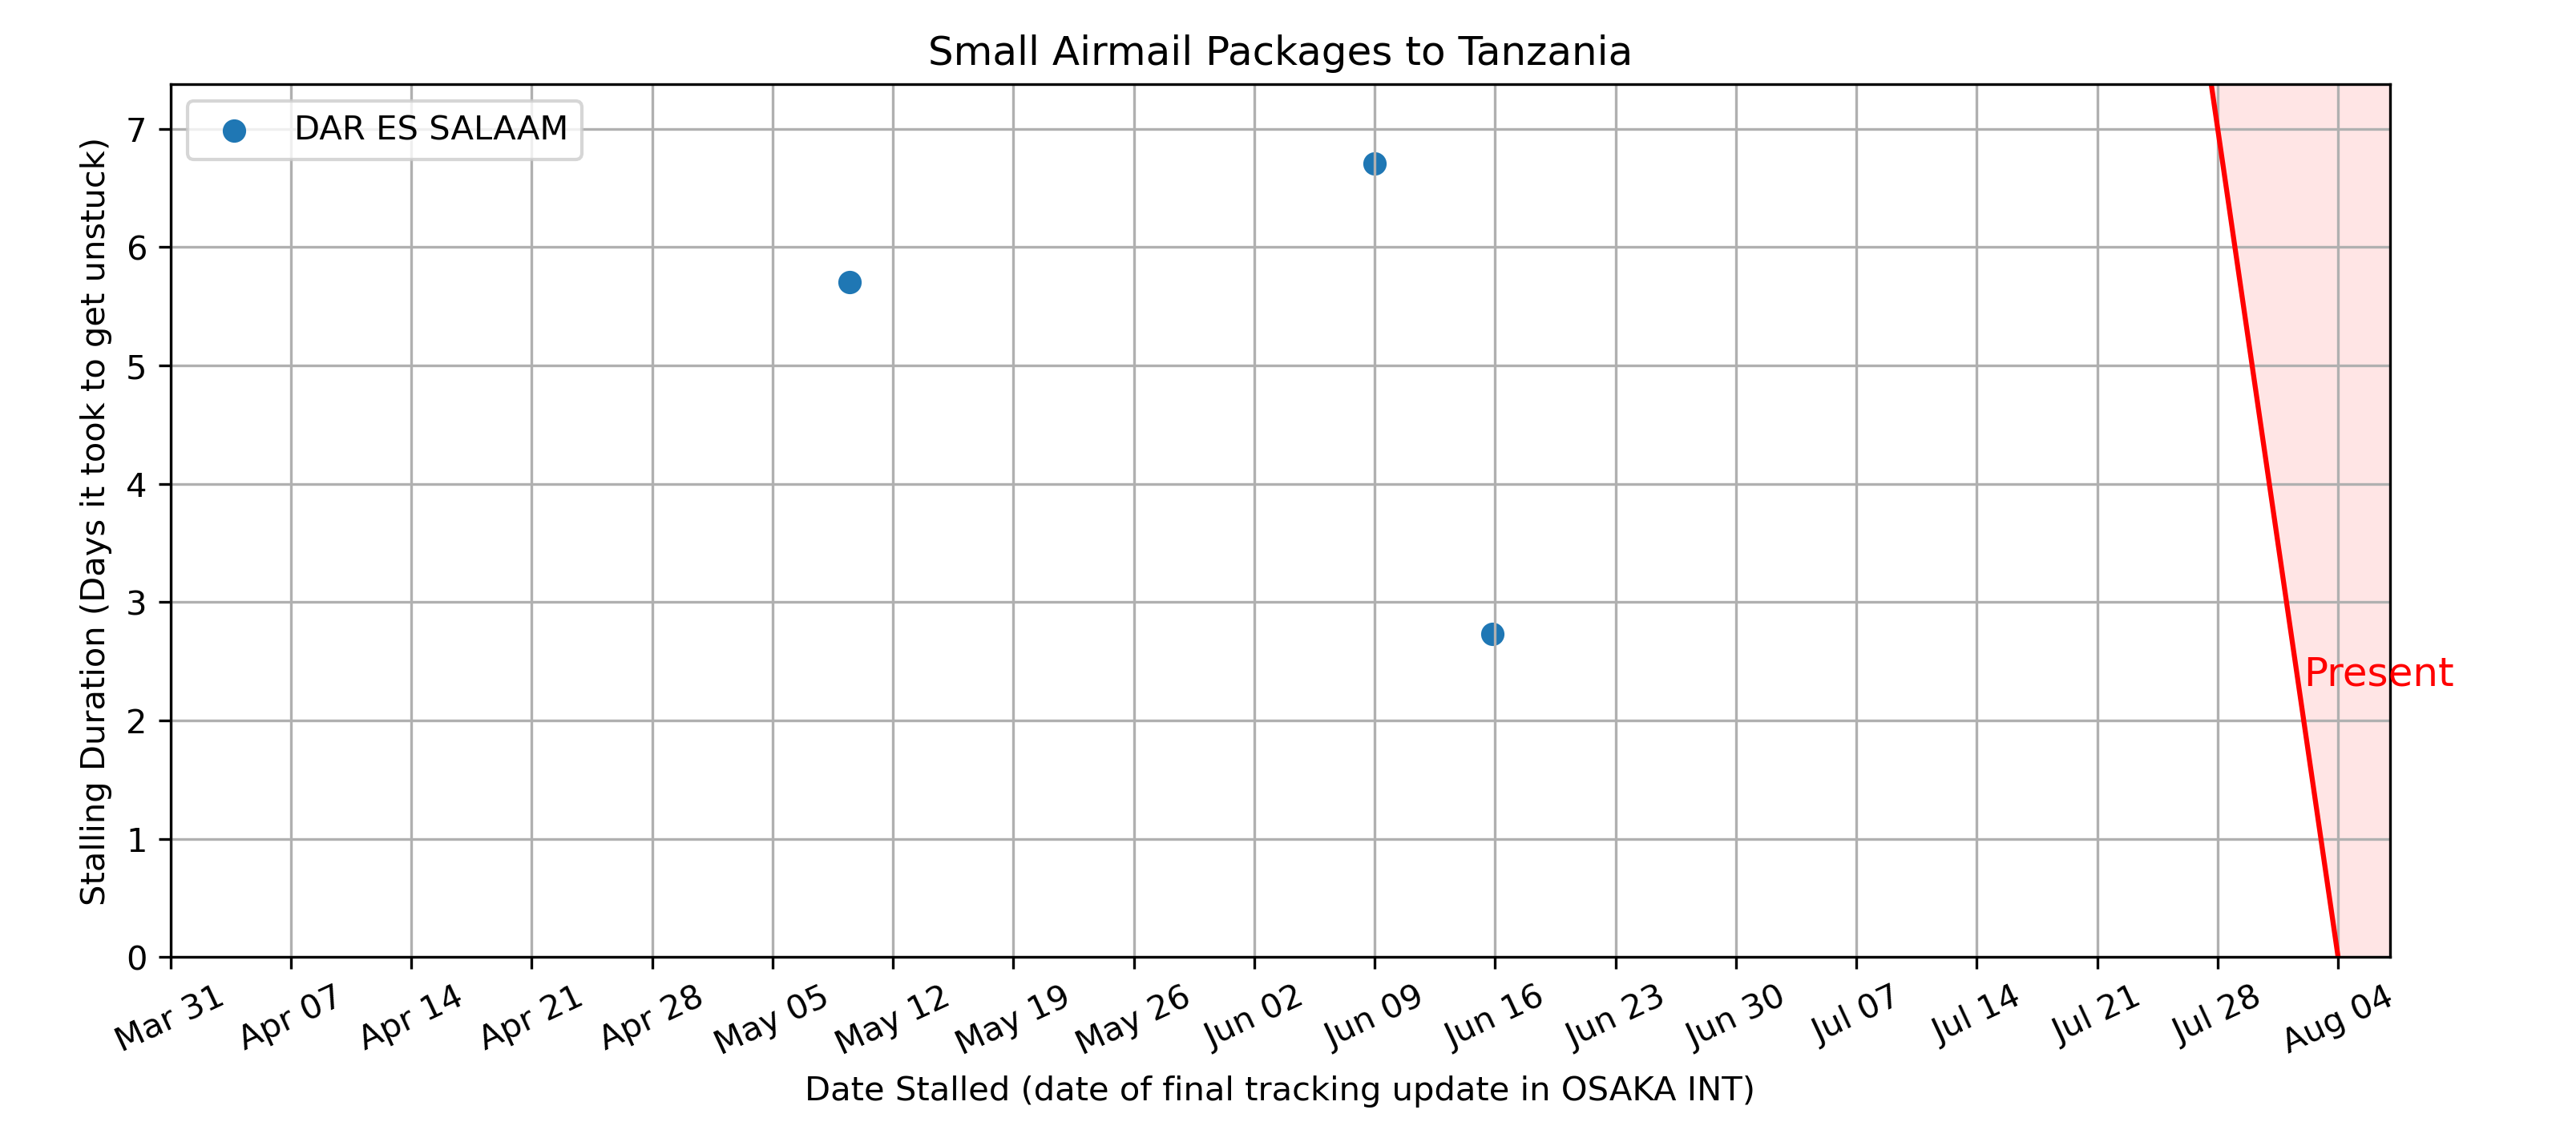 Small Airmail Packages to Tanzania
DAR ES SALAAM
Stalling Duration (Days it took to get unstuck)
7
6
5
4
3
2
1
0
Present
Mar 31 Apr 07 Apr 14 Apr 21 Apr 28 May 05 May 12 May 19 May 26 Jun 02 Jun 09 Jun 16 Jun 23 Jun 30 Jul 07 Jul 14 Jul 21 Jul 28 Aug 04
Date Stalled (date of final tracking update in OSAKA INT)